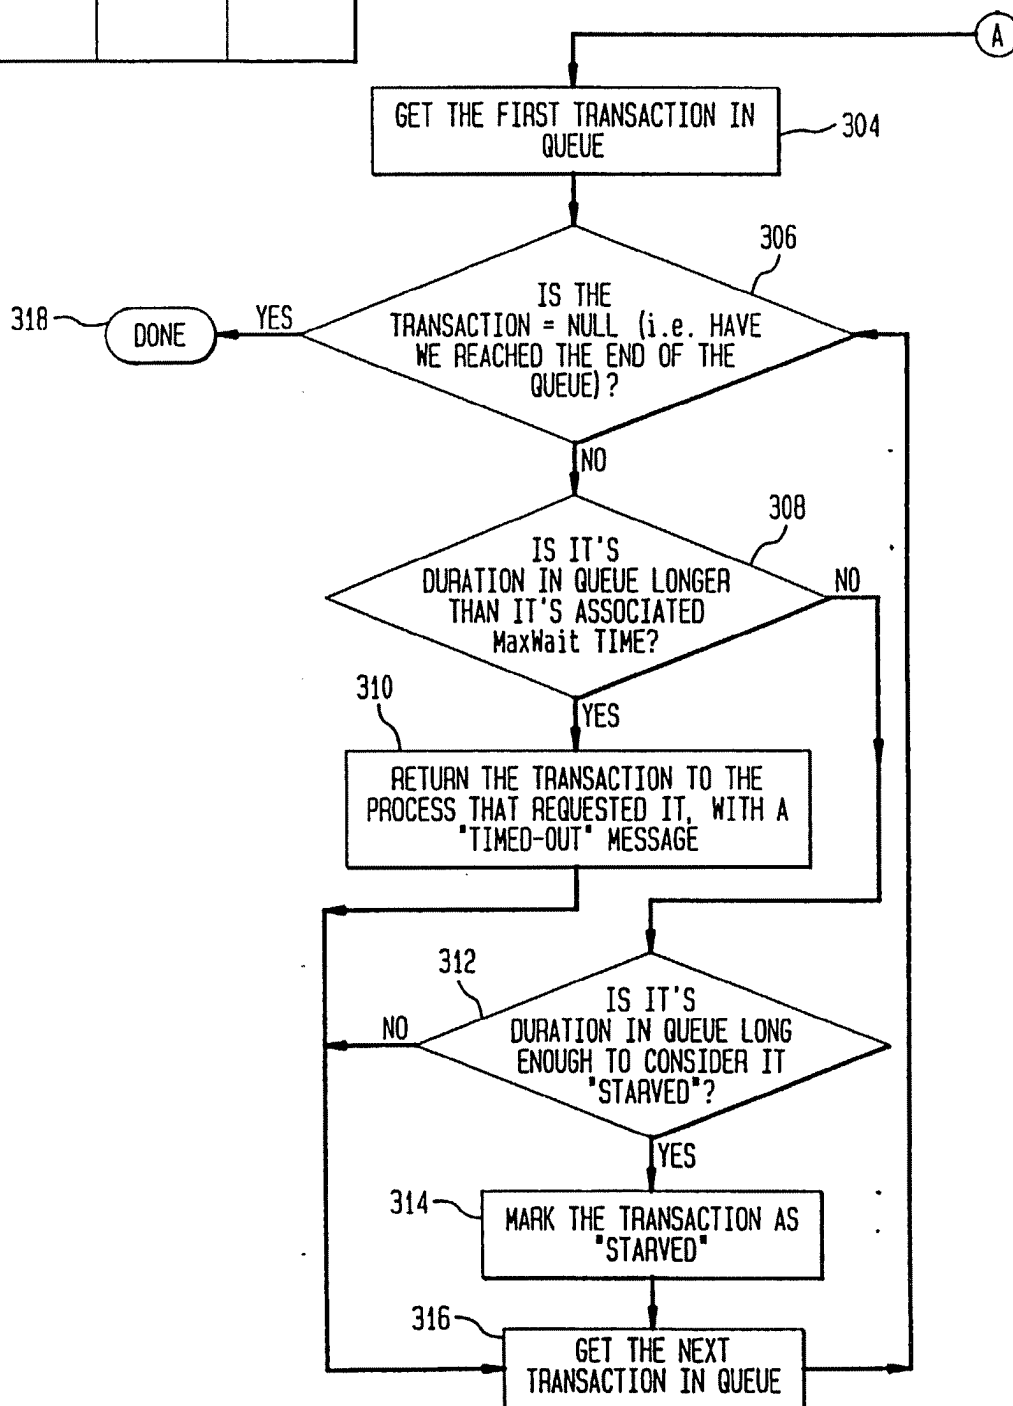 A
GET THE FIRST TRANSACTION IN
QUEUE
304
306
IS THE
TRANSACTION = NULL (i.e. HAVE
WE REACHED THE END OF THE
QUEUE)?
318
DONE
YES
NO
308
IS IT'S
DURATION IN QUEUE LONGER
THAN IT'S ASSOCIATED
MaxWait TIME?
NO
310
YES
RETURN THE TRANSACTION TO THE
PROCESS THAT REQUESTED IT, WITH A
"TIMED-OUT" MESSAGE
312
IS IT'S
DURATION IN QUEUE LONG
ENOUGH TO CONSIDER IT
"STARVED"?
NO
YES
314
MARK THE TRANSACTION AS
"STARVED"
316
GET THE NEXT
TRANSACTION IN QUEUE